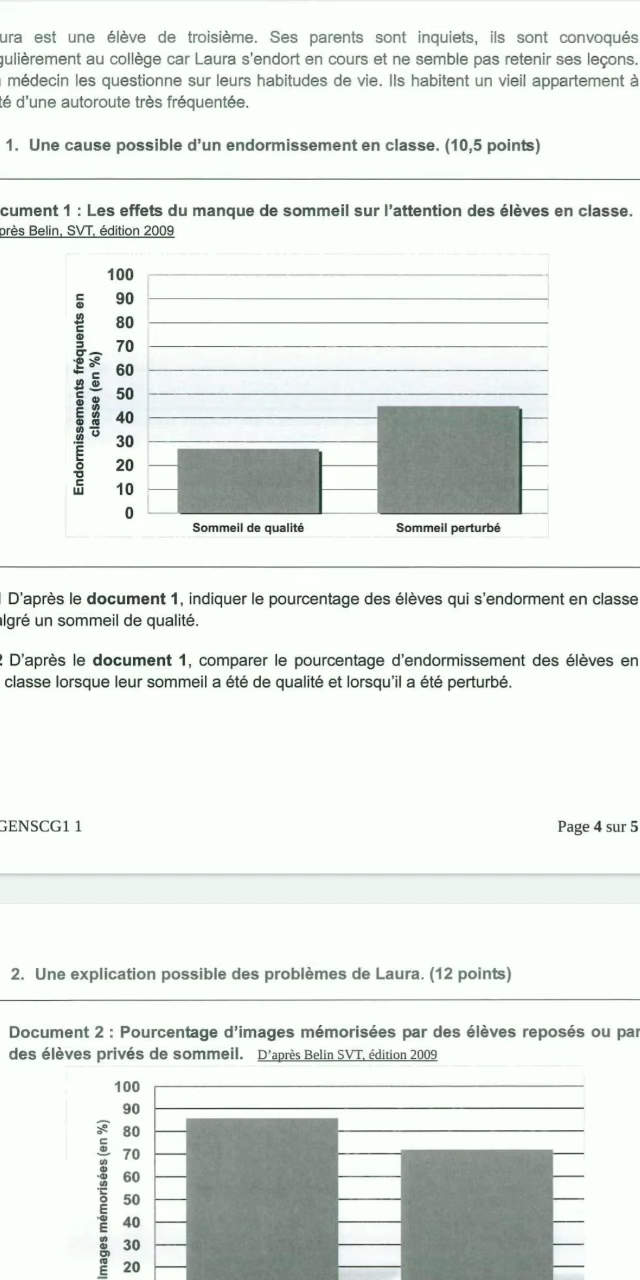 ura est une élève de troisième. Ses parents sont inquiets, ils sont convoqués
gulièrement au collège car Laura s'endort en cours et ne semble pas retenir ses leçons.
médecin les questionne sur leurs habitudes de vie. Ils habitent un vieil appartement à
té d'une autoroute très fréquentée.
1. Une cause possible d'un endormissement en classe. (10,5 points)
cument 1 : Les effets du manque de sommeil sur l'attention des élèves en classe.
près Belin, SVT, édition 2009
Endormissements fréquents en
classe (en %)
100
90
80
70
60
50
40
30
20
10
0
Sommeil de qualité Sommeil perturbé
D'après le document 1, indiquer le pourcentage des élèves qui s'endorment en classe
lgré un sommeil de qualité.
2 D'après le document 1, comparer le pourcentage d'endormissement des élèves en
classe lorsque leur sommeil a été de qualité et lorsqu'il a été perturbé.
GENSCG1 1 Page 4 sur 5
2. Une explication possible des problèmes de Laura. (12 points)
Document 2 : Pourcentage d'images mémorisées par des élèves reposés ou par
des élèves privés de sommeil. D'après Belin SVT, édition 2009
Images mémorisées (en %)
100
90
80
70
60
50
40
30
20